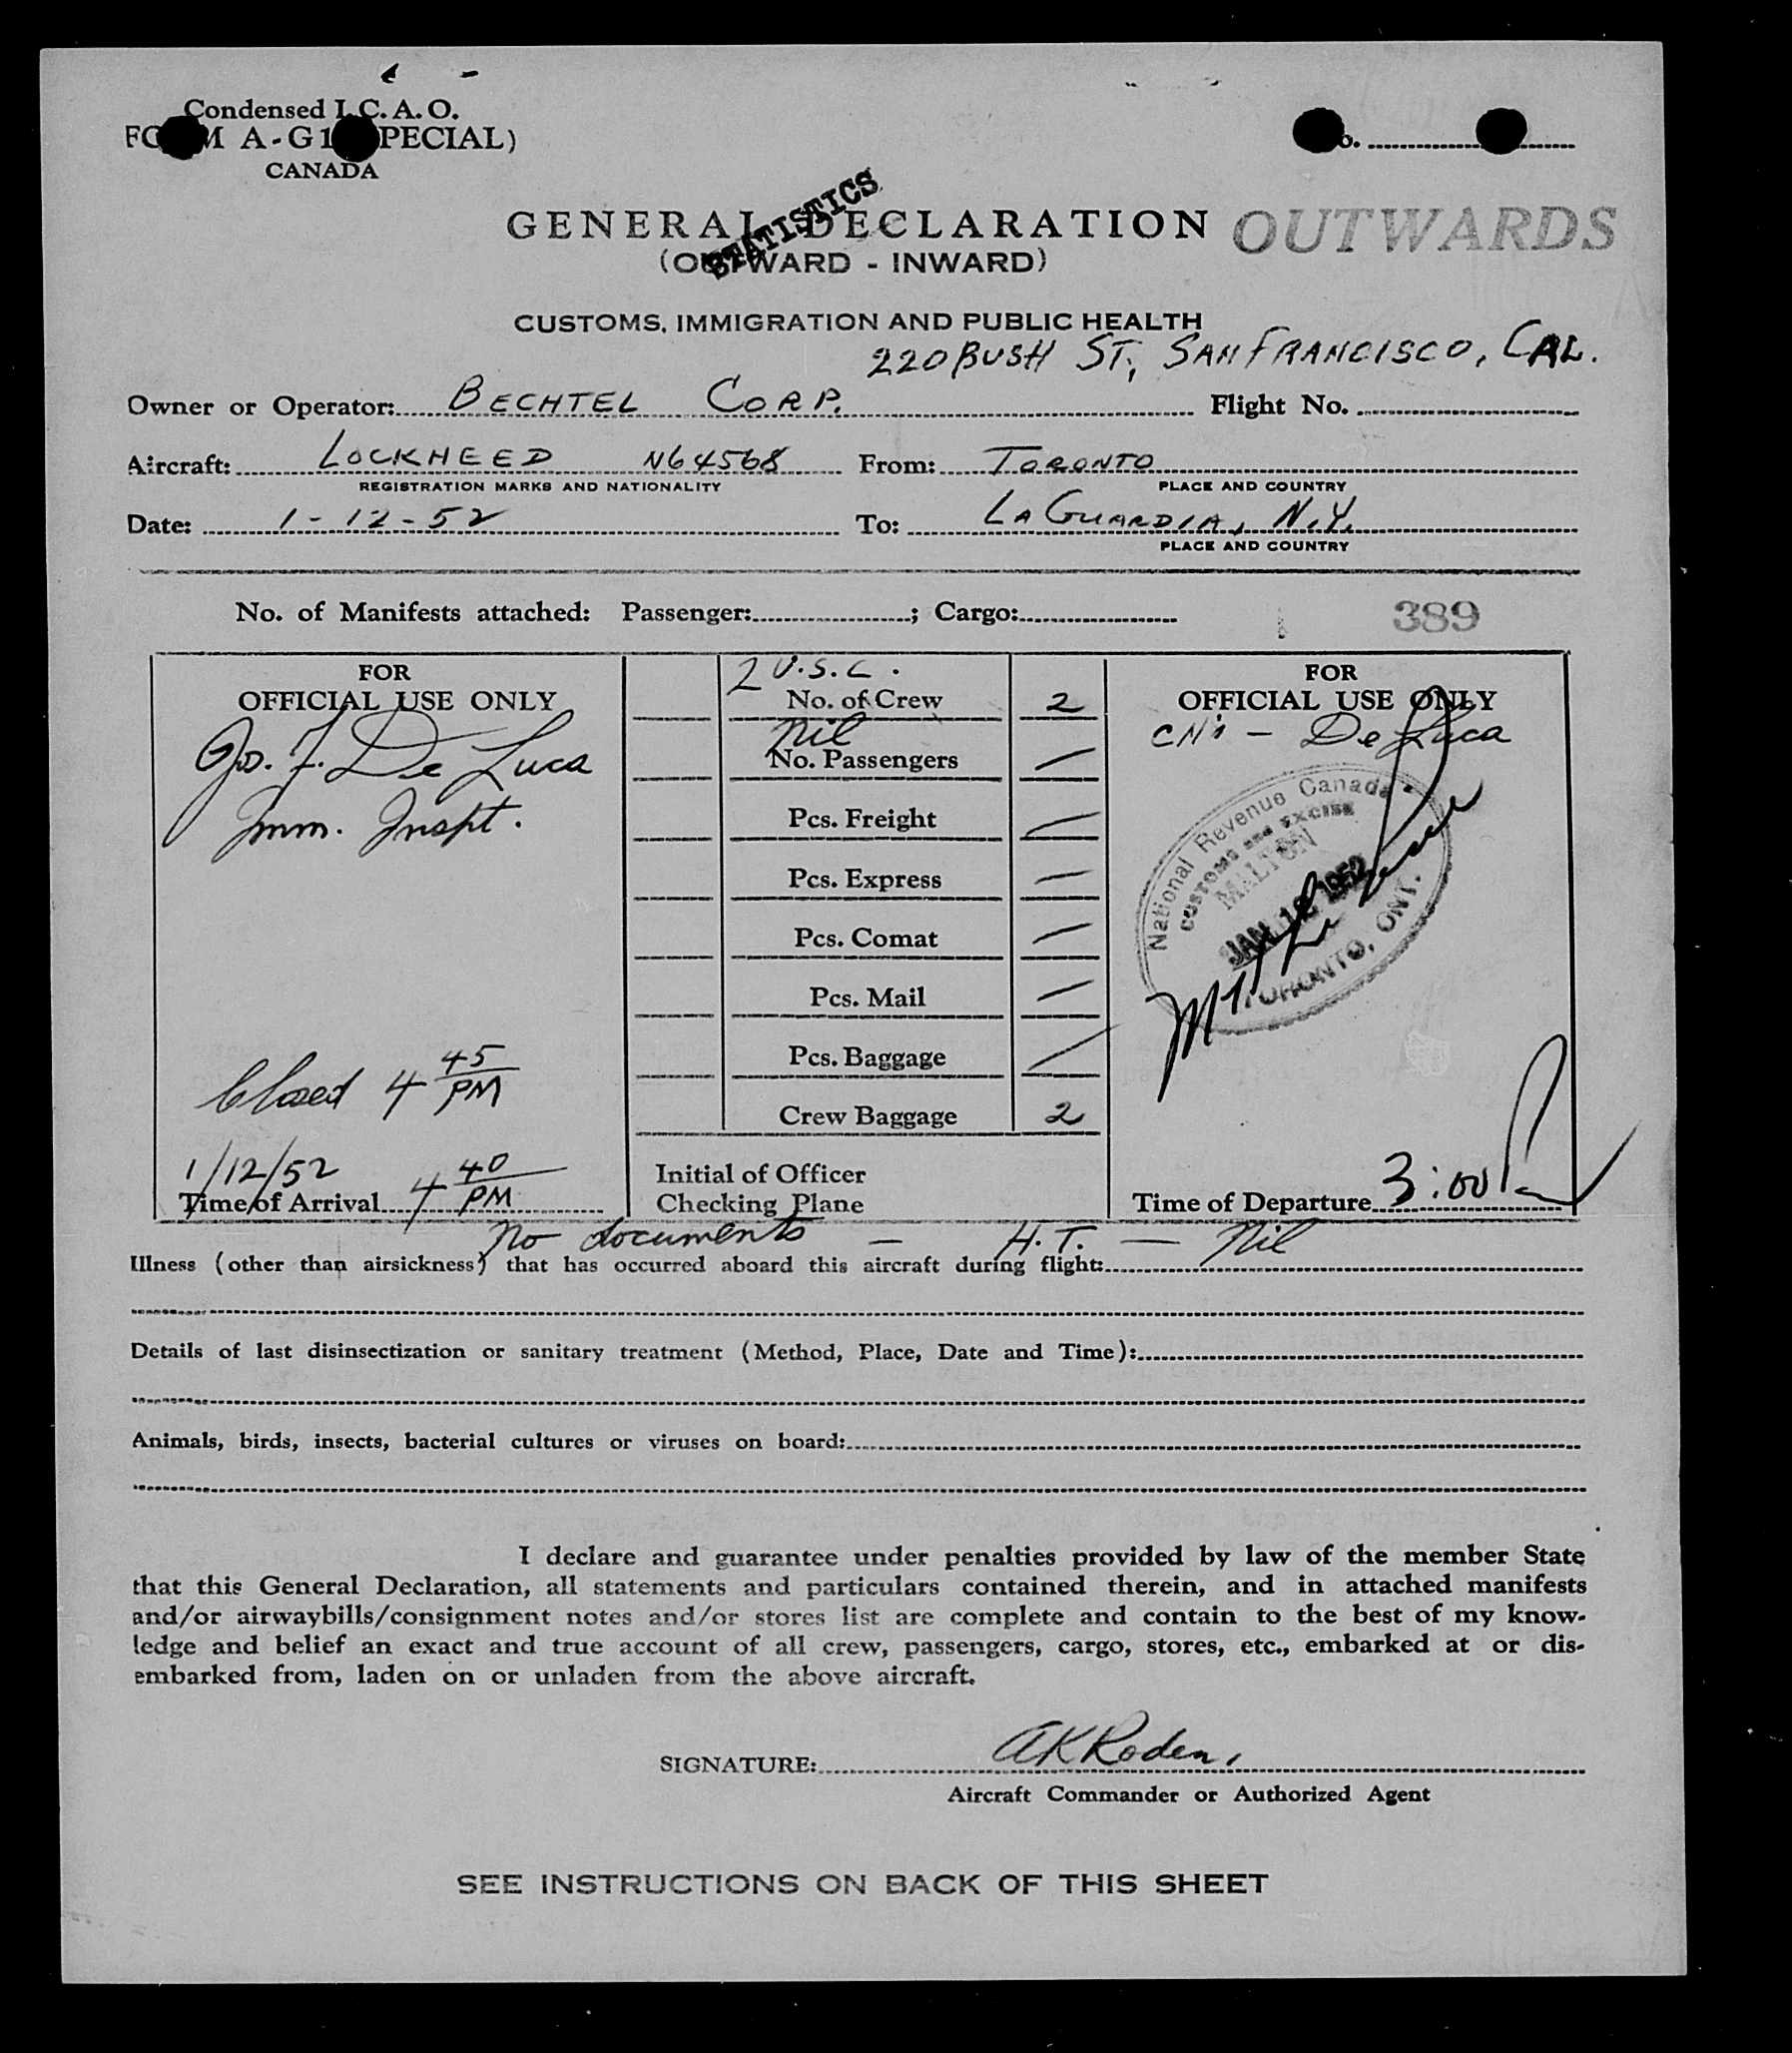 Condensed I.C.A.O.
FORM A-G1 (SPECIAL)
CANADA
No.
STATISTICS
GENERAL DECLARATION OUTWARDS
(OUTWARD - INWARD)
CUSTOMS, IMMIGRATION AND PUBLIC HEALTH
220 BUSH ST, SAN FRANCISCO, CAL.
Owner or Operator: BECHTEL CORP. Flight No.
Aircraft: LOCKHEED N64568 From: TORONTO
REGISTRATION MARKS AND NATIONALITY PLACE AND COUNTRY
Date: 1-12-52 To: LA GUARDIA, N.Y.
PLACE AND COUNTRY
No. of Manifests attached: Passenger: ; Cargo: 389
FOR 2 U.S.C. FOR
OFFICIAL USE ONLY No. of Crew 2 OFFICIAL USE ONLY
De Luca Nil De Luca
No. Passengers
Imm. Inspt. Pcs. Freight
National Revenue Canada
CUSTOMS and EXCISE
MALTON
JAN 12 1952
TORONTO, ONT.
Pcs. Express
Pcs. Comat
Pcs. Mail
Closed 4 45 PM Pcs. Baggage
Crew Baggage 2
1/12/52 Initial of Officer
Time of Arrival 4 40 PM Checking Plane Time of Departure 3:00 P
No documents — H.T. — Nil
Illness (other than airsickness) that has occurred aboard this aircraft during flight:
Details of last disinsectization or sanitary treatment (Method, Place, Date and Time):
Animals, birds, insects, bacterial cultures or viruses on board:
I declare and guarantee under penalties provided by law of the member State
that this General Declaration, all statements and particulars contained therein, and in attached manifests
and/or airwaybills/consignment notes and/or stores list are complete and contain to the best of my know-
ledge and belief an exact and true account of all crew, passengers, cargo, stores, etc., embarked at or dis-
embarked from, laden on or unladen from the above aircraft.
SIGNATURE: AK Roden,
Aircraft Commander or Authorized Agent
SEE INSTRUCTIONS ON BACK OF THIS SHEET